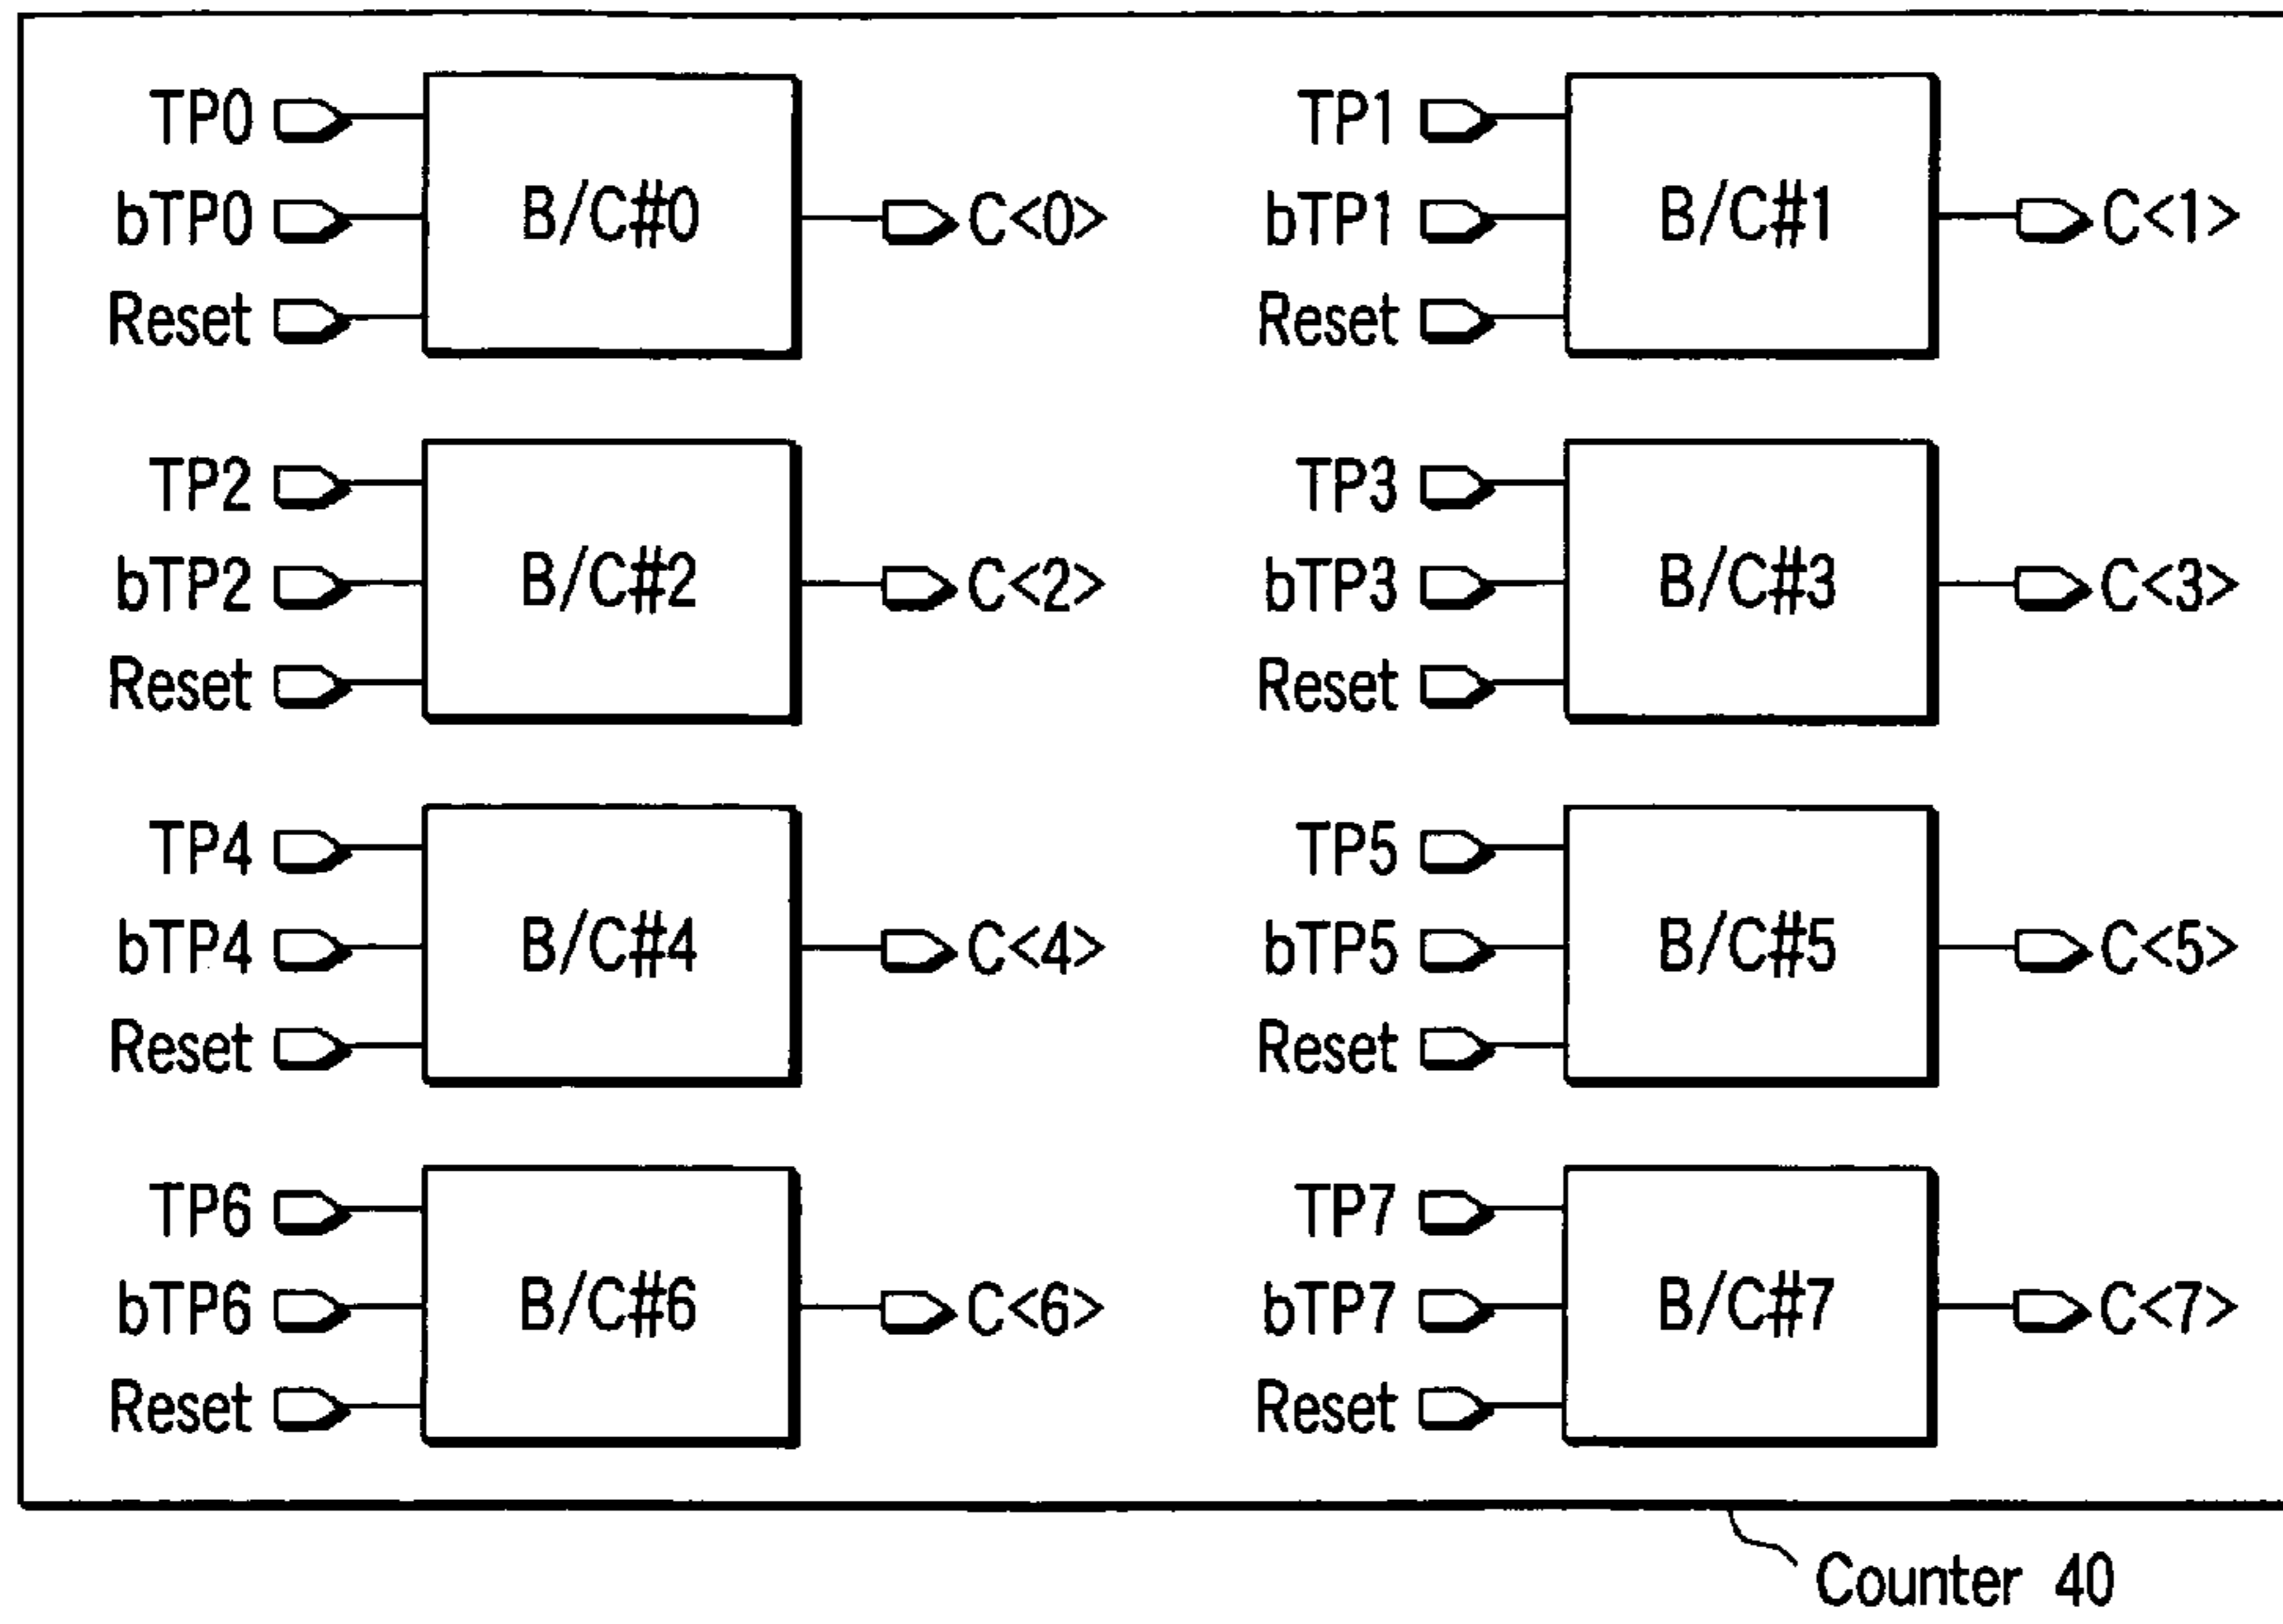 TP0
bTP0
Reset
B/C#0
C<0>
TP1
bTP1
Reset
B/C#1
C<1>
TP2
bTP2
Reset
B/C#2
C<2>
TP3
bTP3
Reset
B/C#3
C<3>
TP4
bTP4
Reset
B/C#4
C<4>
TP5
bTP5
Reset
B/C#5
C<5>
TP6
bTP6
Reset
B/C#6
C<6>
TP7
bTP7
Reset
B/C#7
C<7>
Counter 40